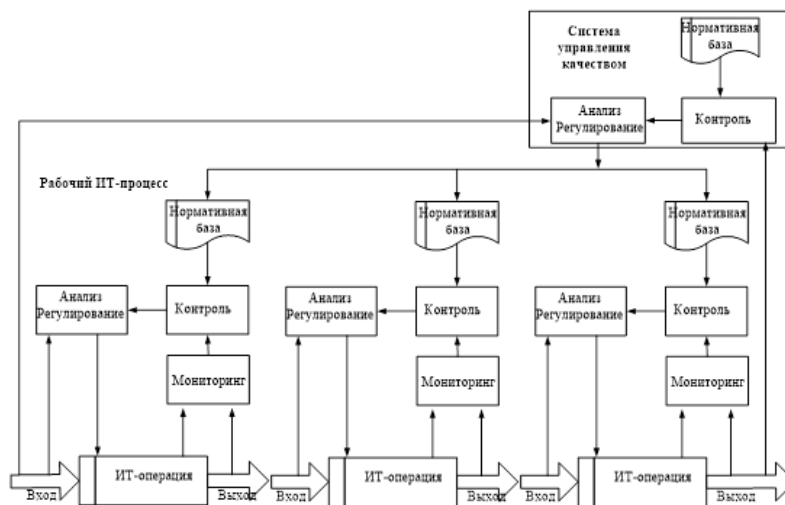 Система
управления
качеством
Нормативная
база
Анализ
Регулирование
Контроль
Рабочий ИТ-процесс
Нормативная
база
Нормативная
база
Нормативная
база
Анализ
Регулирование
Контроль
Анализ
Регулирование
Контроль
Анализ
Регулирование
Контроль
Мониторинг
Мониторинг
Мониторинг
ИТ-операция
ИТ-операция
ИТ-операция
Вход
Выход
Вход
Выход
Вход
Выход